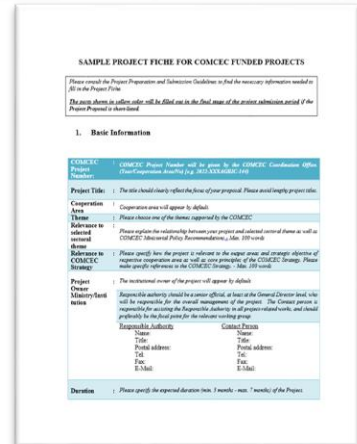 SAMPLE PROJECT FICHE FOR COMCEC FUNDED PROJECTS
Please consult the Project Preparation and Submission Guidelines to find the necessary information needed to
fill in the Project Fiche.
The parts shown in yellow color will be filled out in the final stage of the project submission period if the
Project Proposal is short-listed.
1. Basic Information
COMCEC Project Number: : COMCEC Project Number will be given by the COMCEC Coordination Office.
(Year/Cooperation Area/No)
Project Title: : The title should clearly reflect the focus of your proposal. Please avoid lengthy project titles.
Cooperation Area : Cooperation area will appear by default.
Theme : Please choose one of the themes supported by the COMCEC
Relevance to selected sectoral theme : Please explain the relationship between your project and selected sectoral theme as well as
COMCEC Ministerial Policy Recommendations., Max. 100 words
Relevance to COMCEC Strategy : Please specify how the project is relevant to the output areas and strategic objective of
respective cooperation area as well as core principles of the COMCEC Strategy. Please
make specific references to the COMCEC Strategy. - Max. 100 words
Project Owner Ministry/Insti tution : The institutional owner of the project will appear by default.
Responsible authority should be a senior official, at least at the General Director level, who
will be responsible for the overall management of the project. The Contact person is
responsible for assisting the Responsible Authority in all project-related works, and should
preferably be the focal point for the relevant working group.
Responsible Authority Contact Person
Name: Name:
Title: Title:
Postal address: Postal address:
Tel: Tel:
Fax: Fax:
E-Mail: E-Mail:
Duration : Please specify the expected duration (min. 3 months - max. 7 months) of the Project.